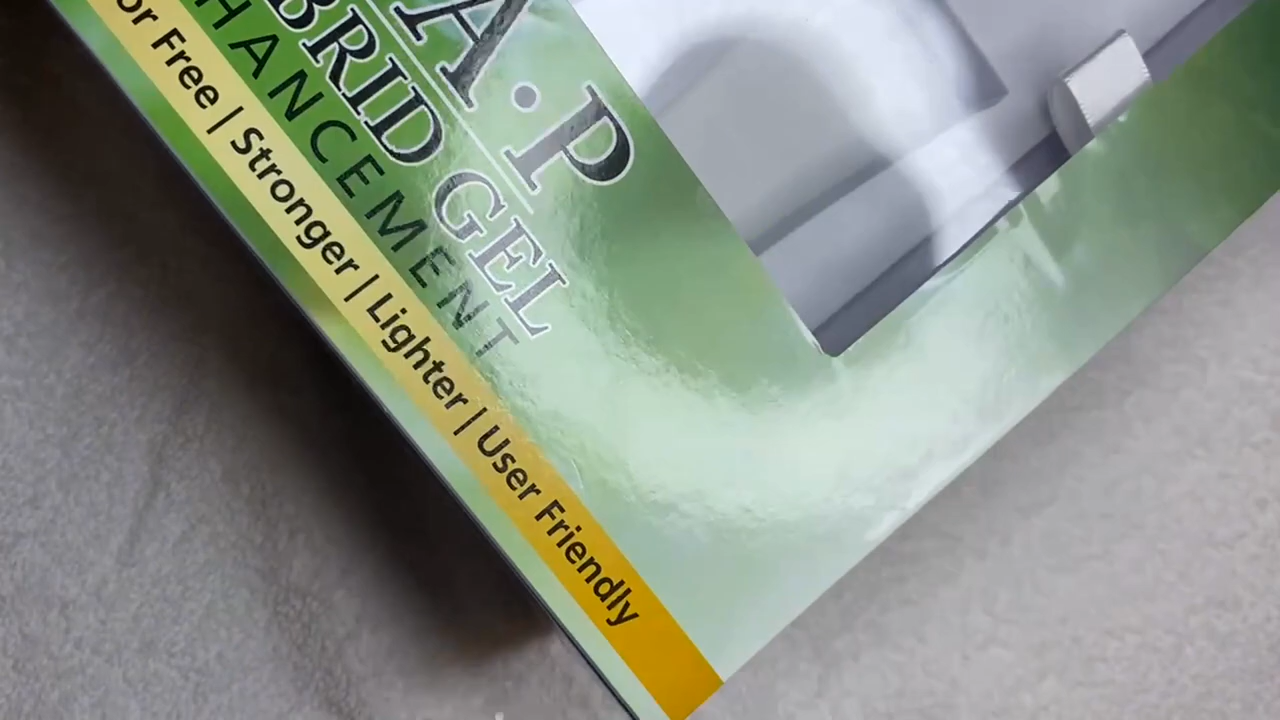 A·P
BRID GEL
HANCEMENT
or Free | Stronger | Lighter | User Friendly